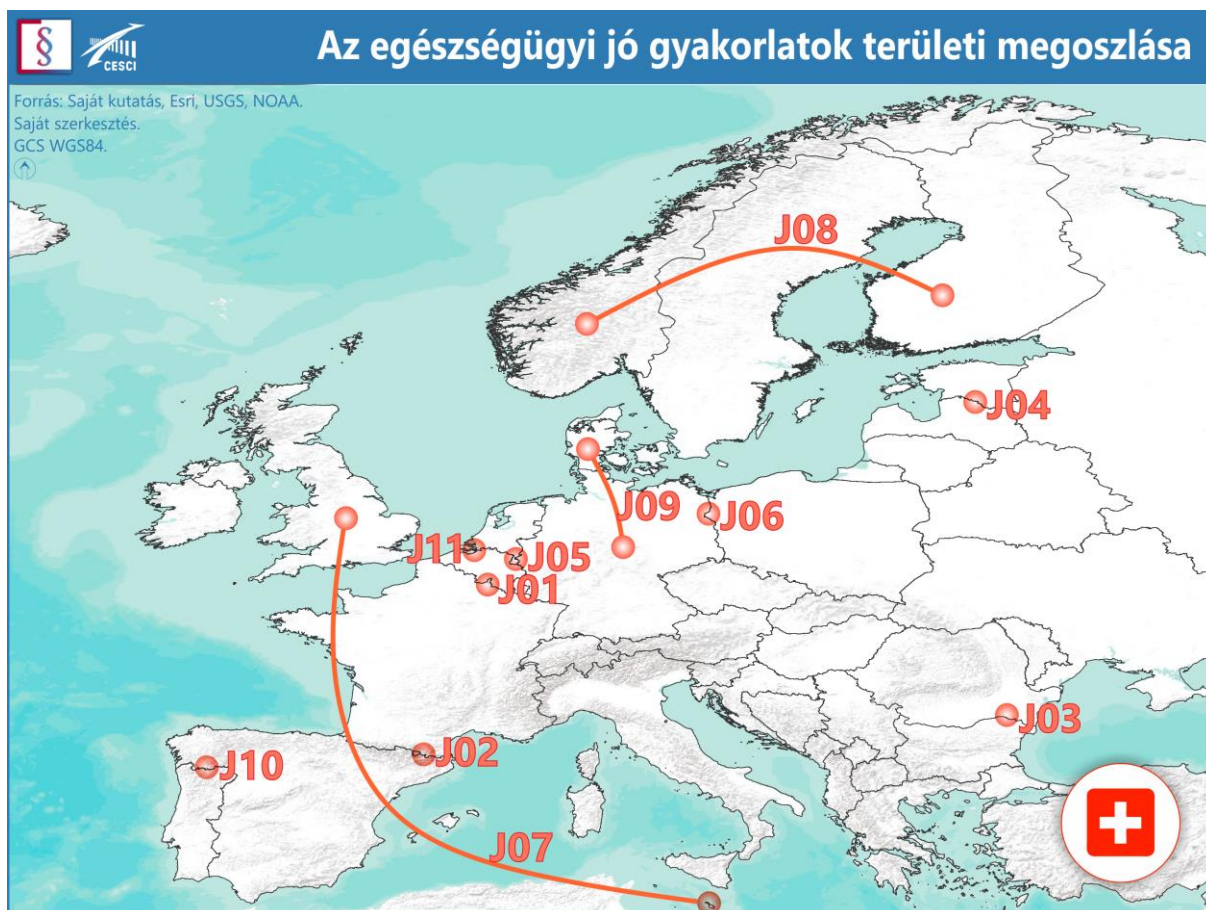 §
CESCI
Az egészségügyi jó gyakorlatok területi megoszlása
Forrás: Saját kutatás, Esri, USGS, NOAA.
Saját szerkesztés.
GCS WGS84.
J08
J04
J09
J06
J11
J05
J01
J03
J02
J10
J07